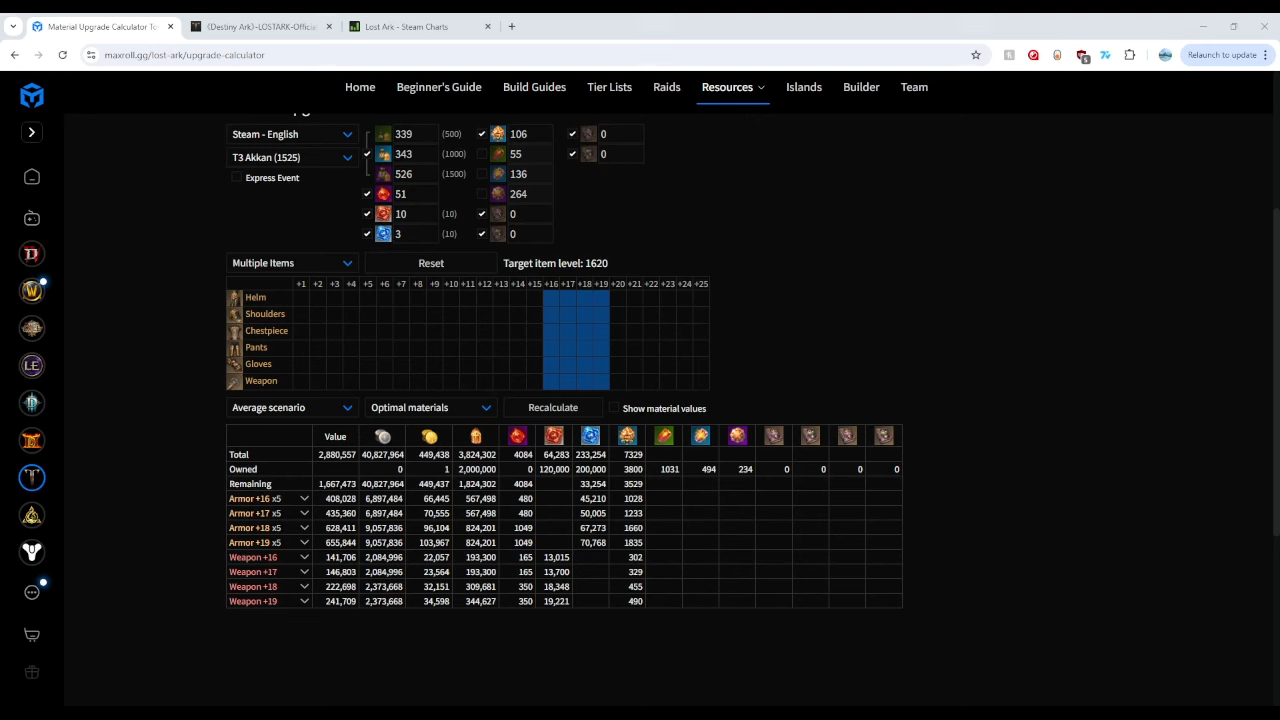 Material Upgrade Calculator To
《Destiny Ark》-LOSTARK-Official
Lost Ark - Steam Charts
maxroll.gg/lost-ark/upgrade-calculator
Relaunch to update
Home Beginner's Guide Build Guides Tier Lists Raids Resources Islands Builder Team
Steam - English 339 (500) 106 0
T3 Akkan (1525) 343 (1000) 55 0
Express Event 526 (1500) 136
51 264
10 (10) 0
3 (10) 0
Multiple Items Reset Target item level: 1620
+1 +2 +3 +4 +5 +6 +7 +8 +9 +10 +11 +12 +13 +14 +15 +16 +17 +18 +19 +20 +21 +22 +23 +24 +25
Helm
Shoulders
Chestpiece
Pants
Gloves
Weapon
Average scenario Optimal materials Recalculate Show material values
Value
Total 2,880,557 40,827,964 449,438 3,824,302 4084 64,283 233,254 7329
Owned 0 1 2,000,000 0 120,000 200,000 3800 1031 494 234 0 0 0 0
Remaining 1,667,473 40,827,964 449,437 1,824,302 4084 33,254 3529
Armor +16 x5 408,028 6,897,484 66,445 567,498 480 45,210 1028
Armor +17 x5 435,360 6,897,484 70,555 567,498 480 50,005 1233
Armor +18 x5 628,411 9,057,836 96,104 824,201 1049 67,273 1660
Armor +19 x5 655,844 9,057,836 103,967 824,201 1049 70,768 1835
Weapon +16 141,706 2,084,996 22,057 193,300 165 13,015 302
Weapon +17 146,803 2,084,996 23,564 193,300 165 13,700 329
Weapon +18 222,698 2,373,668 32,151 309,681 350 18,348 455
Weapon +19 241,709 2,373,668 34,598 344,627 350 19,221 490